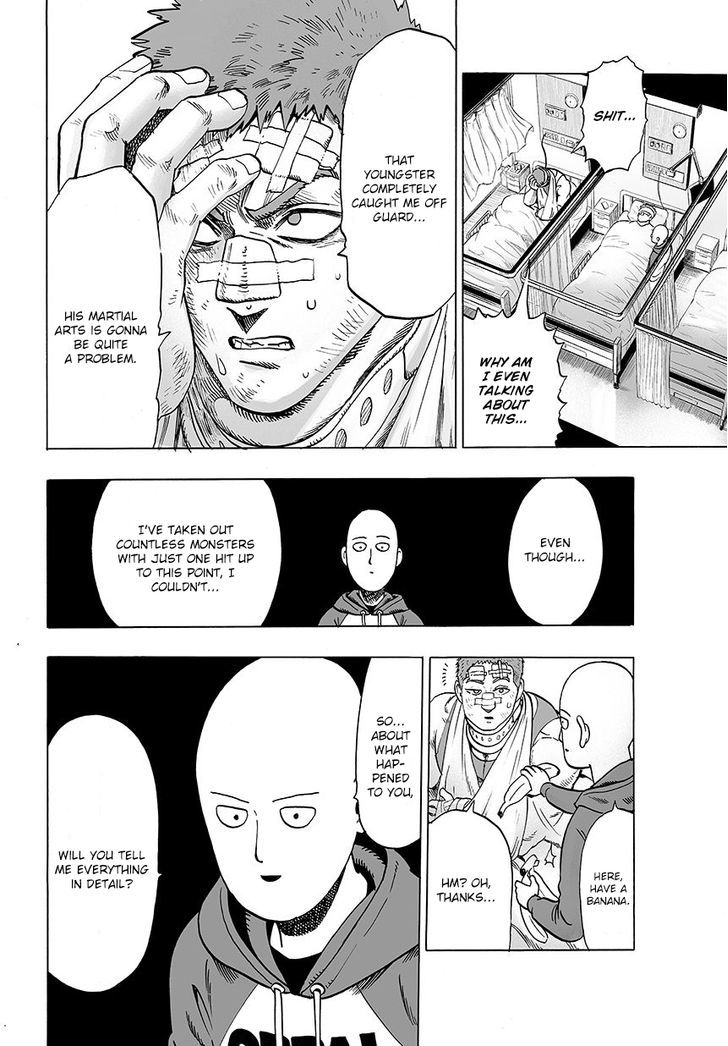 SHIT...
WHY AM
I EVEN
TALKING
ABOUT
THIS...
THAT
YOUNGSTER
COMPLETELY
CAUGHT ME OFF
GUARD...
HIS MARTIAL
ARTS IS GONNA
BE QUITE
A PROBLEM.
EVEN
THOUGH...
I'VE TAKEN OUT
COUNTLESS MONSTERS
WITH JUST ONE HIT UP
TO THIS POINT, I
COULDN'T...
HERE,
HAVE A
BANANA.
HM? OH,
THANKS...
SO...
ABOUT
WHAT
HAP-
PENED
TO YOU,
WILL YOU TELL
ME EVERYTHING
IN DETAIL?